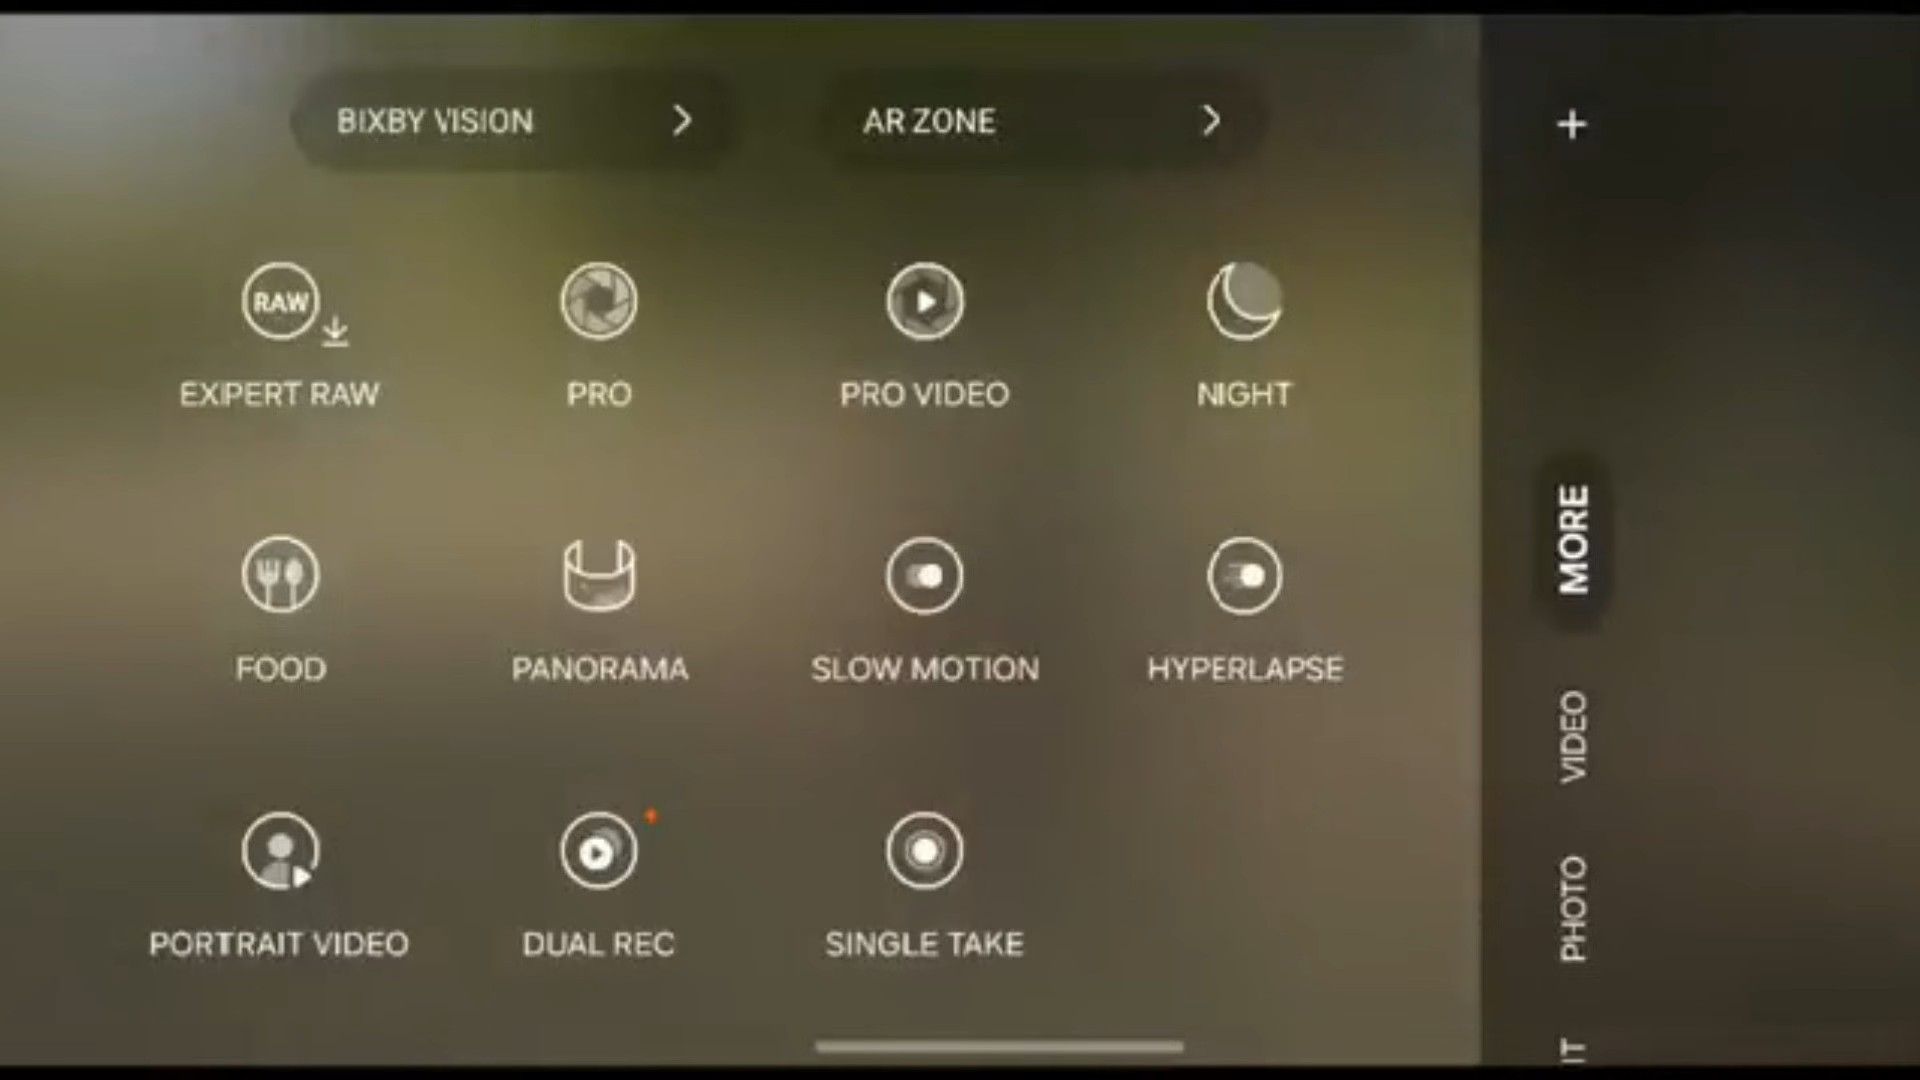 BIXBY VISION
AR ZONE
RAW
EXPERT RAW
PRO
PRO VIDEO
NIGHT
FOOD
PANORAMA
SLOW MOTION
HYPERLAPSE
PORTRAIT VIDEO
DUAL REC
SINGLE TAKE
+
MORE
VIDEO
PHOTO
IT